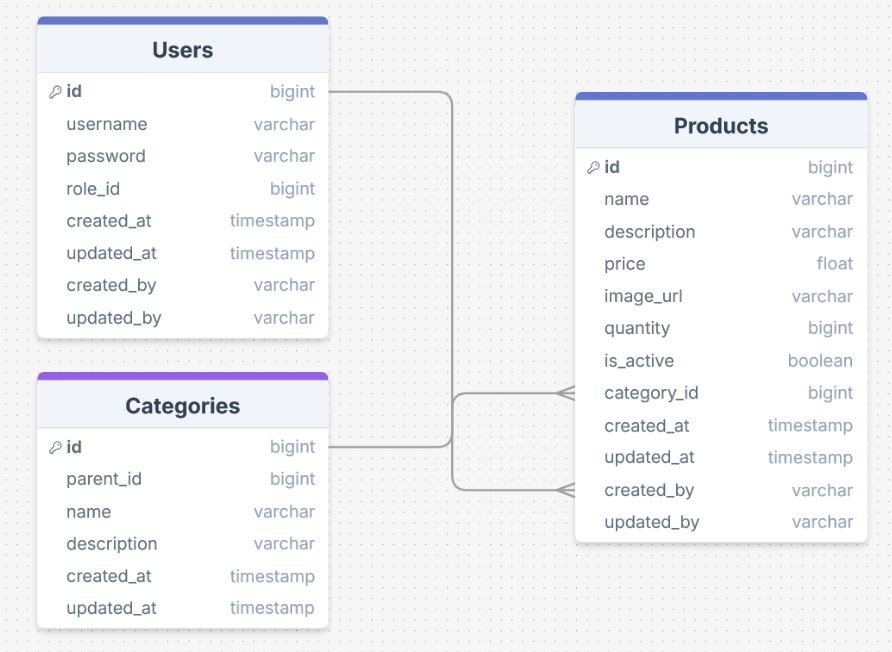 Users
id bigint
username varchar
password varchar
role_id bigint
created_at timestamp
updated_at timestamp
created_by varchar
updated_by varchar
Categories
id bigint
parent_id bigint
name varchar
description varchar
created_at timestamp
updated_at timestamp
Products
id bigint
name varchar
description varchar
price float
image_url varchar
quantity bigint
is_active boolean
category_id bigint
created_at timestamp
updated_at timestamp
created_by varchar
updated_by varchar